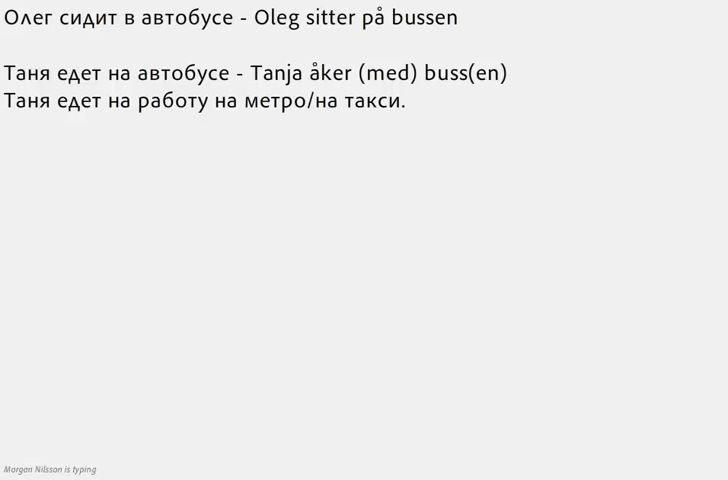 Олег сидит в автобусе - Oleg sitter på bussen
Таня едет на автобусе - Tanja åker (med) buss(en)
Таня едет на работу на метро/на такси.
Morgan Nilsson is typing